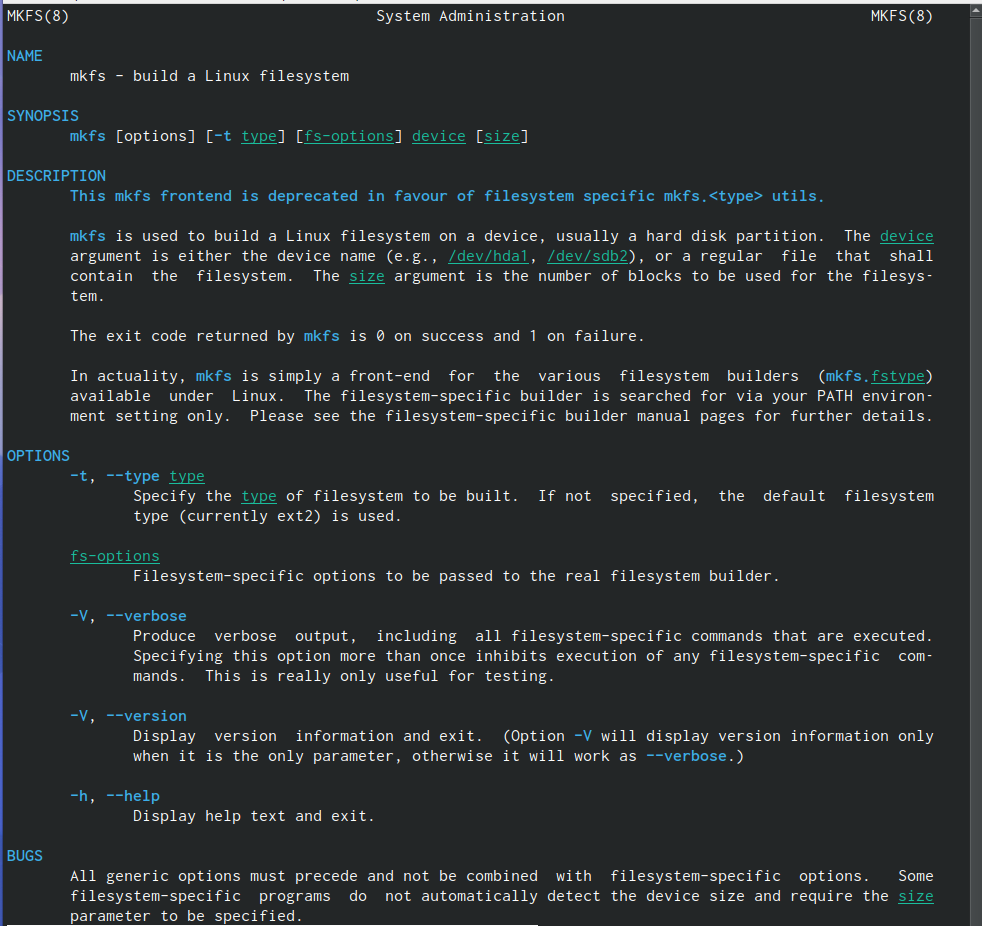 MKFS(8) System Administration MKFS(8)
NAME
mkfs - build a Linux filesystem
SYNOPSIS
mkfs [options] [-t type] [fs-options] device [size]
DESCRIPTION
This mkfs frontend is deprecated in favour of filesystem specific mkfs.<type> utils.
mkfs is used to build a Linux filesystem on a device, usually a hard disk partition. The device
argument is either the device name (e.g., /dev/hda1, /dev/sdb2), or a regular file that shall
contain the filesystem. The size argument is the number of blocks to be used for the filesys-
tem.
The exit code returned by mkfs is 0 on success and 1 on failure.
In actuality, mkfs is simply a front-end for the various filesystem builders (mkfs.fstype)
available under Linux. The filesystem-specific builder is searched for via your PATH environ-
ment setting only. Please see the filesystem-specific builder manual pages for further details.
OPTIONS
-t, --type type
Specify the type of filesystem to be built. If not specified, the default filesystem
type (currently ext2) is used.
fs-options
Filesystem-specific options to be passed to the real filesystem builder.
-V, --verbose
Produce verbose output, including all filesystem-specific commands that are executed.
Specifying this option more than once inhibits execution of any filesystem-specific com-
mands. This is really only useful for testing.
-V, --version
Display version information and exit. (Option -V will display version information only
when it is the only parameter, otherwise it will work as --verbose.)
-h, --help
Display help text and exit.
BUGS
All generic options must precede and not be combined with filesystem-specific options. Some
filesystem-specific programs do not automatically detect the device size and require the size
parameter to be specified.